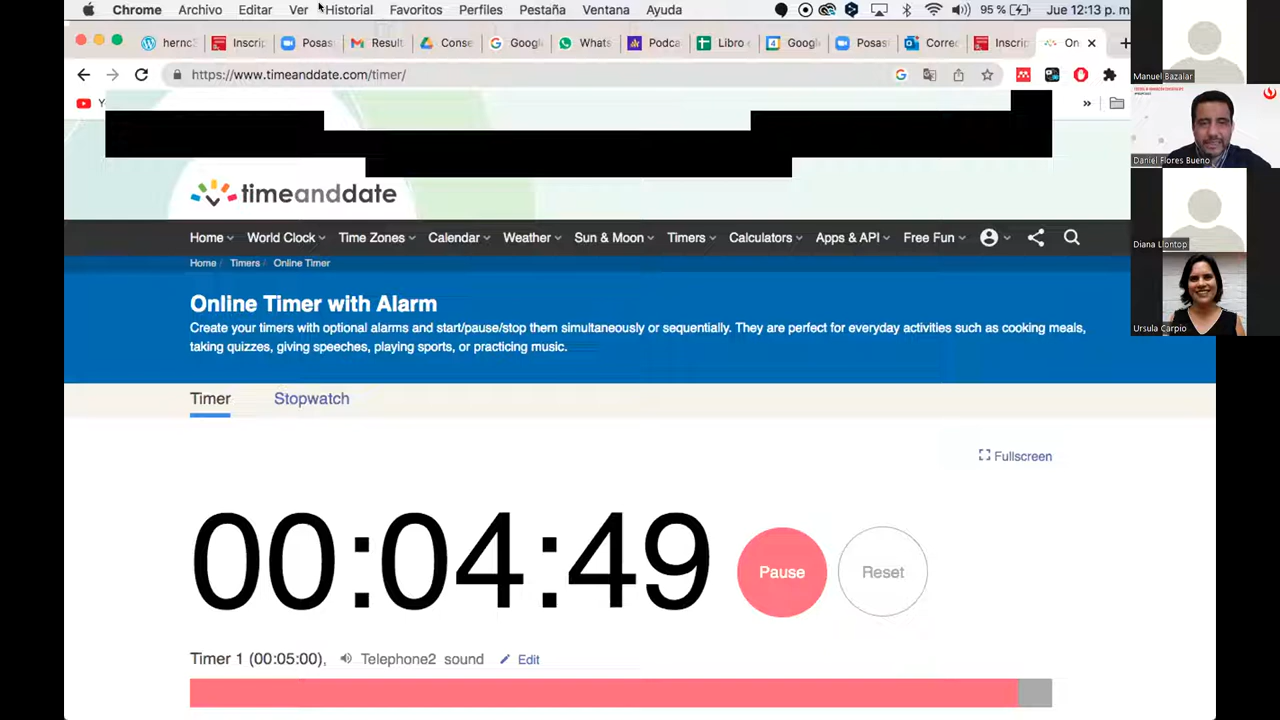 Chrome Archivo Editar Ver Historial Favoritos Perfiles Pestaña Ventana Ayuda 95 % Jue 12:13 p. m
hernc3 Inscrip Posas Result Conse Googl Whats Podca Libro Googl Posas Corre Inscrip On
https://www.timeanddate.com/timer/
Y
»
timeanddate
Home World Clock Time Zones Calendar Weather Sun & Moon Timers Calculators Apps & API Free Fun
Home / Timers / Online Timer
Online Timer with Alarm
Create your timers with optional alarms and start/pause/stop them simultaneously or sequentially. They are perfect for everyday activities such as cooking meals,
taking quizzes, giving speeches, playing sports, or practicing music.
Timer Stopwatch
Fullscreen
00:04:49 Pause Reset
Timer 1 (00:05:00), Telephone2 sound Edit
Manuel Bazalar
Daniel Flores Bueno
Diana Llontop
Ursula Carpio